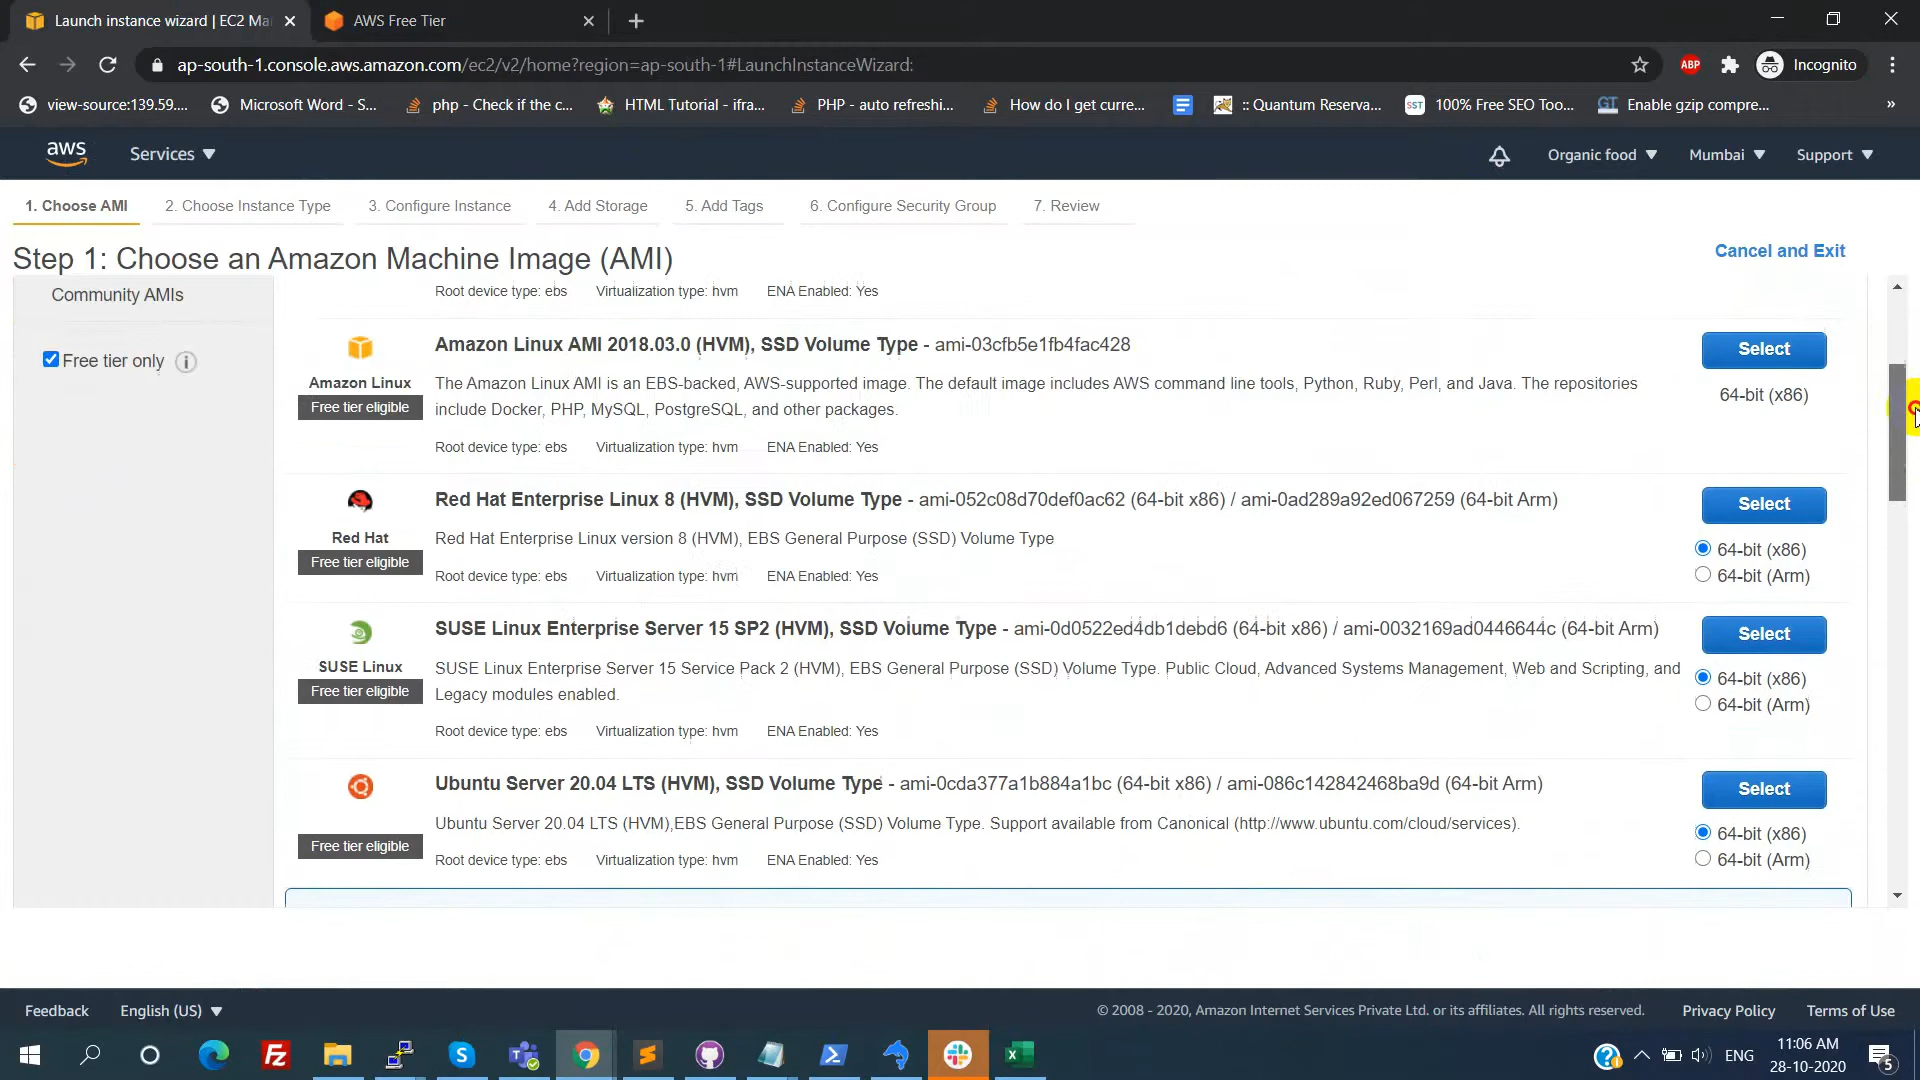 Launch instance wizard | EC2 Ma
AWS Free Tier
ap-south-1.console.aws.amazon.com/ec2/v2/home?region=ap-south-1#LaunchInstanceWizard:
ABP
Incognito
view-source:139.59....
Microsoft Word - S...
php - Check if the c...
HTML Tutorial - ifra...
PHP - auto refreshi...
How do I get curre...
:: Quantum Reserva...
SST
100% Free SEO Too...
GT
Enable gzip compre...
»
aws
Services
Organic food
Mumbai
Support
1. Choose AMI
2. Choose Instance Type
3. Configure Instance
4. Add Storage
5. Add Tags
6. Configure Security Group
7. Review
Step 1: Choose an Amazon Machine Image (AMI)
Cancel and Exit
Community AMIs
Free tier only
Root device type: ebs Virtualization type: hvm ENA Enabled: Yes
Amazon Linux
Free tier eligible
Amazon Linux AMI 2018.03.0 (HVM), SSD Volume Type - ami-03cfb5e1fb4fac428
The Amazon Linux AMI is an EBS-backed, AWS-supported image. The default image includes AWS command line tools, Python, Ruby, Perl, and Java. The repositories
include Docker, PHP, MySQL, PostgreSQL, and other packages.
Root device type: ebs Virtualization type: hvm ENA Enabled: Yes
Select
64-bit (x86)
Red Hat
Free tier eligible
Red Hat Enterprise Linux 8 (HVM), SSD Volume Type - ami-052c08d70def0ac62 (64-bit x86) / ami-0ad289a92ed067259 (64-bit Arm)
Red Hat Enterprise Linux version 8 (HVM), EBS General Purpose (SSD) Volume Type
Root device type: ebs Virtualization type: hvm ENA Enabled: Yes
Select
64-bit (x86)
64-bit (Arm)
SUSE Linux
Free tier eligible
SUSE Linux Enterprise Server 15 SP2 (HVM), SSD Volume Type - ami-0d0522ed4db1debd6 (64-bit x86) / ami-0032169ad0446644c (64-bit Arm)
SUSE Linux Enterprise Server 15 Service Pack 2 (HVM), EBS General Purpose (SSD) Volume Type. Public Cloud, Advanced Systems Management, Web and Scripting, and
Legacy modules enabled.
Root device type: ebs Virtualization type: hvm ENA Enabled: Yes
Select
64-bit (x86)
64-bit (Arm)
Free tier eligible
Ubuntu Server 20.04 LTS (HVM), SSD Volume Type - ami-0cda377a1b884a1bc (64-bit x86) / ami-086c142842468ba9d (64-bit Arm)
Ubuntu Server 20.04 LTS (HVM),EBS General Purpose (SSD) Volume Type. Support available from Canonical (http://www.ubuntu.com/cloud/services).
Root device type: ebs Virtualization type: hvm ENA Enabled: Yes
Select
64-bit (x86)
64-bit (Arm)
Feedback
English (US)
© 2008 - 2020, Amazon Internet Services Private Ltd. or its affiliates. All rights reserved.
Privacy Policy
Terms of Use
ENG
11:06 AM
28-10-2020
5